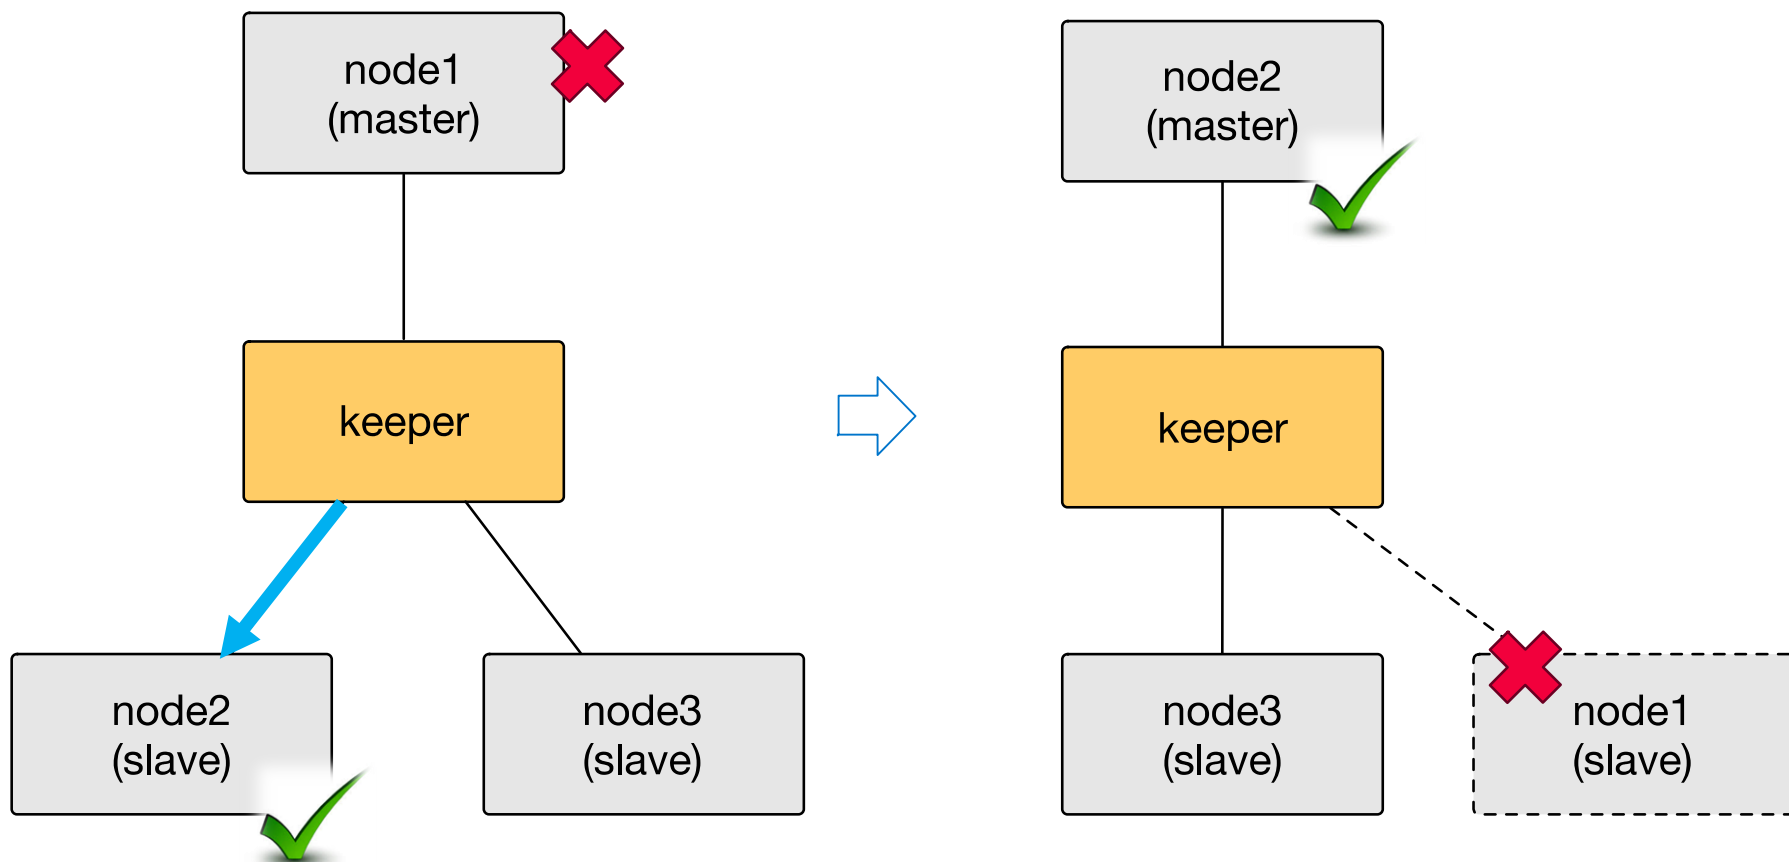 node1
(master)
keeper
node2
(slave)
node3
(slave)
node2
(master)
keeper
node3
(slave)
node1
(slave)